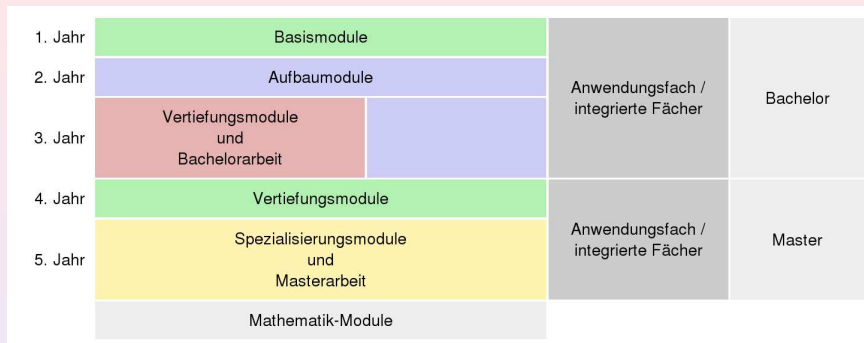 1. Jahr
Basismodule
2. Jahr
Aufbaumodule
Anwendungsfach /
integrierte Fächer
Bachelor
3. Jahr
Vertiefungsmodule
und
Bachelorarbeit
4. Jahr
Vertiefungsmodule
Anwendungsfach /
integrierte Fächer
Master
5. Jahr
Spezialisierungsmodule
und
Masterarbeit
Mathematik-Module